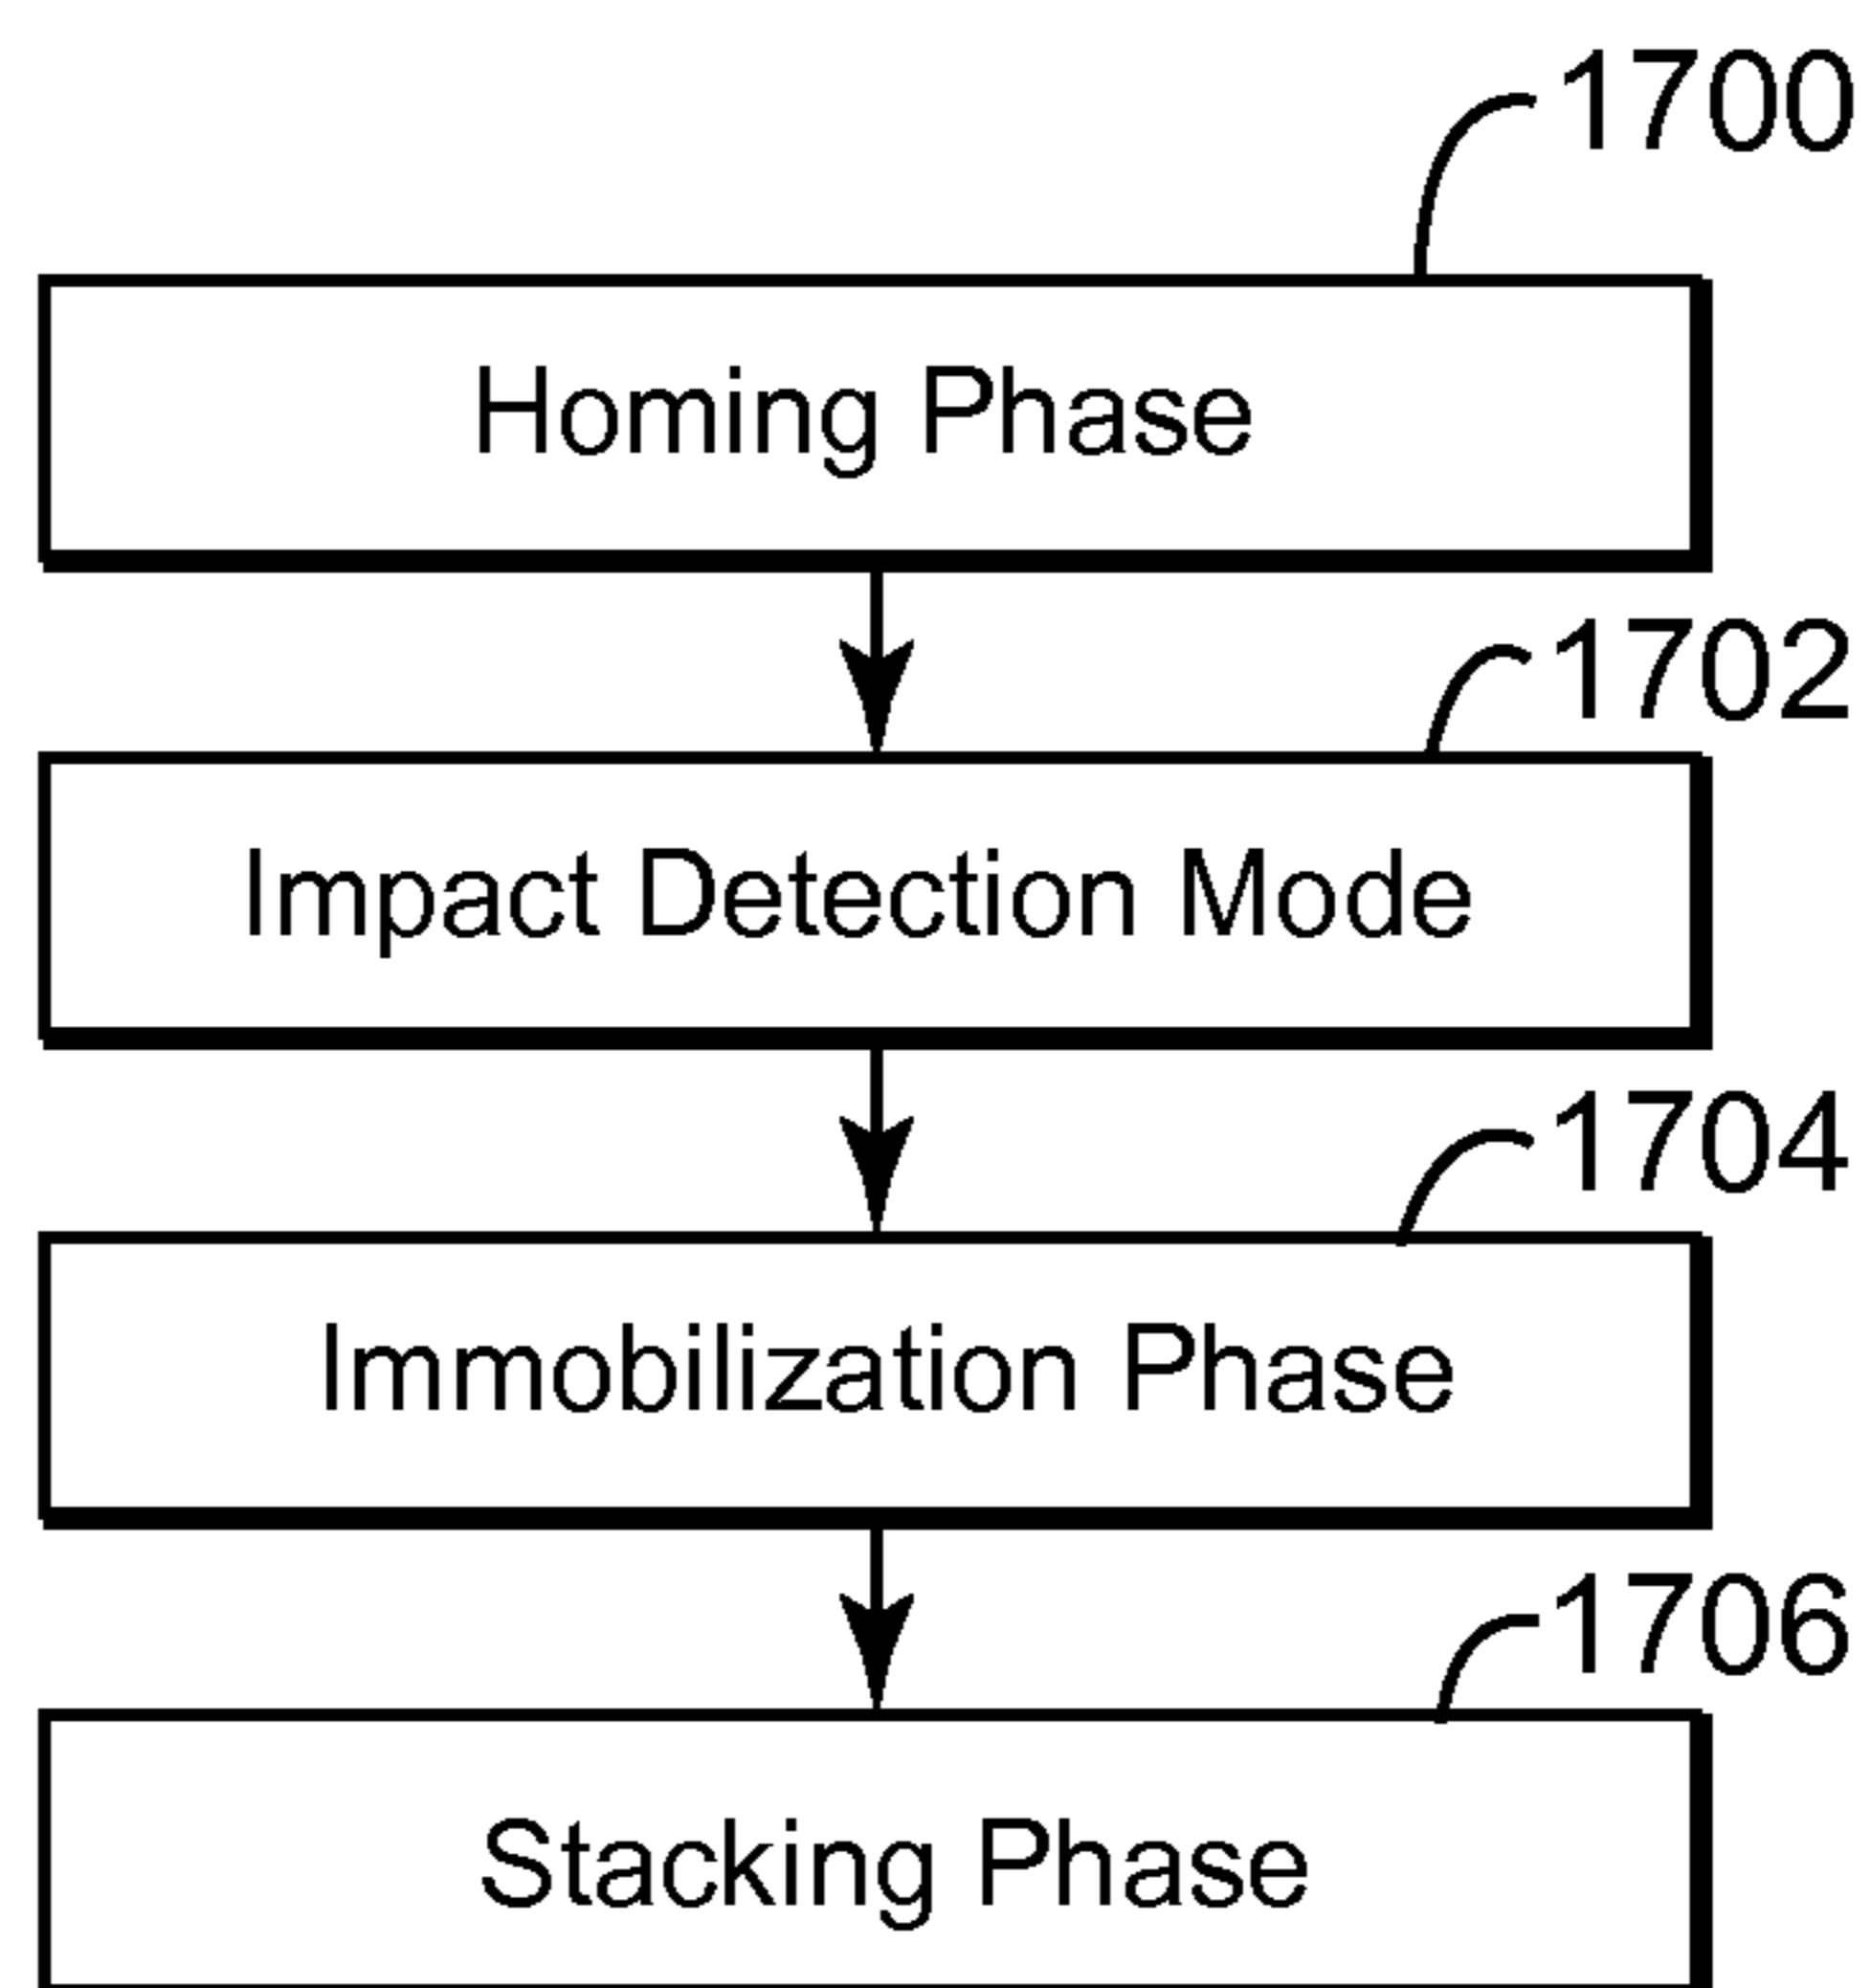 1700
Homing Phase
1702
Impact Detection Mode
1704
Immobilization Phase
1706
Stacking Phase